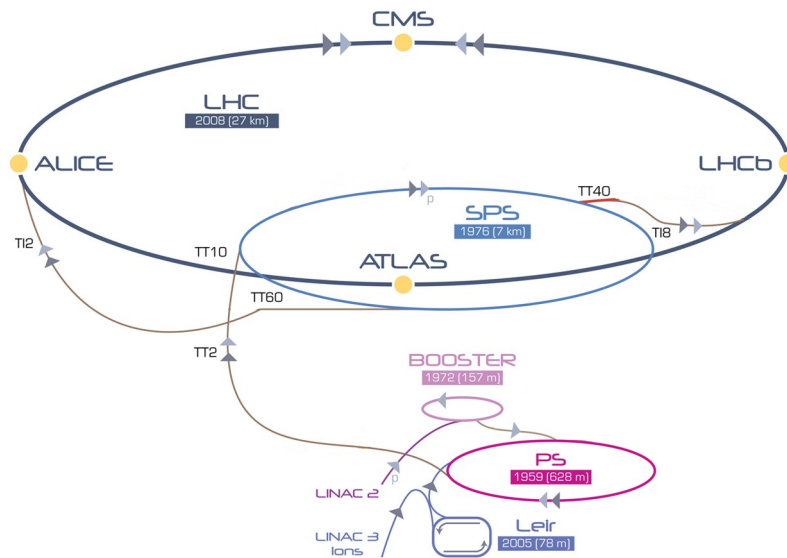 CMS
LHC
2008 (27 km)
ALICE
LHCb
TT40
p
SPS
1976 (7 km)
TI8
TI2
TT10
ATLAS
TT60
TT2
BOOSTER
1972 (157 m)
PS
1959 (628 m)
p
LINAC 2
LINAC 3
Ions
Leir
2005 (78 m)